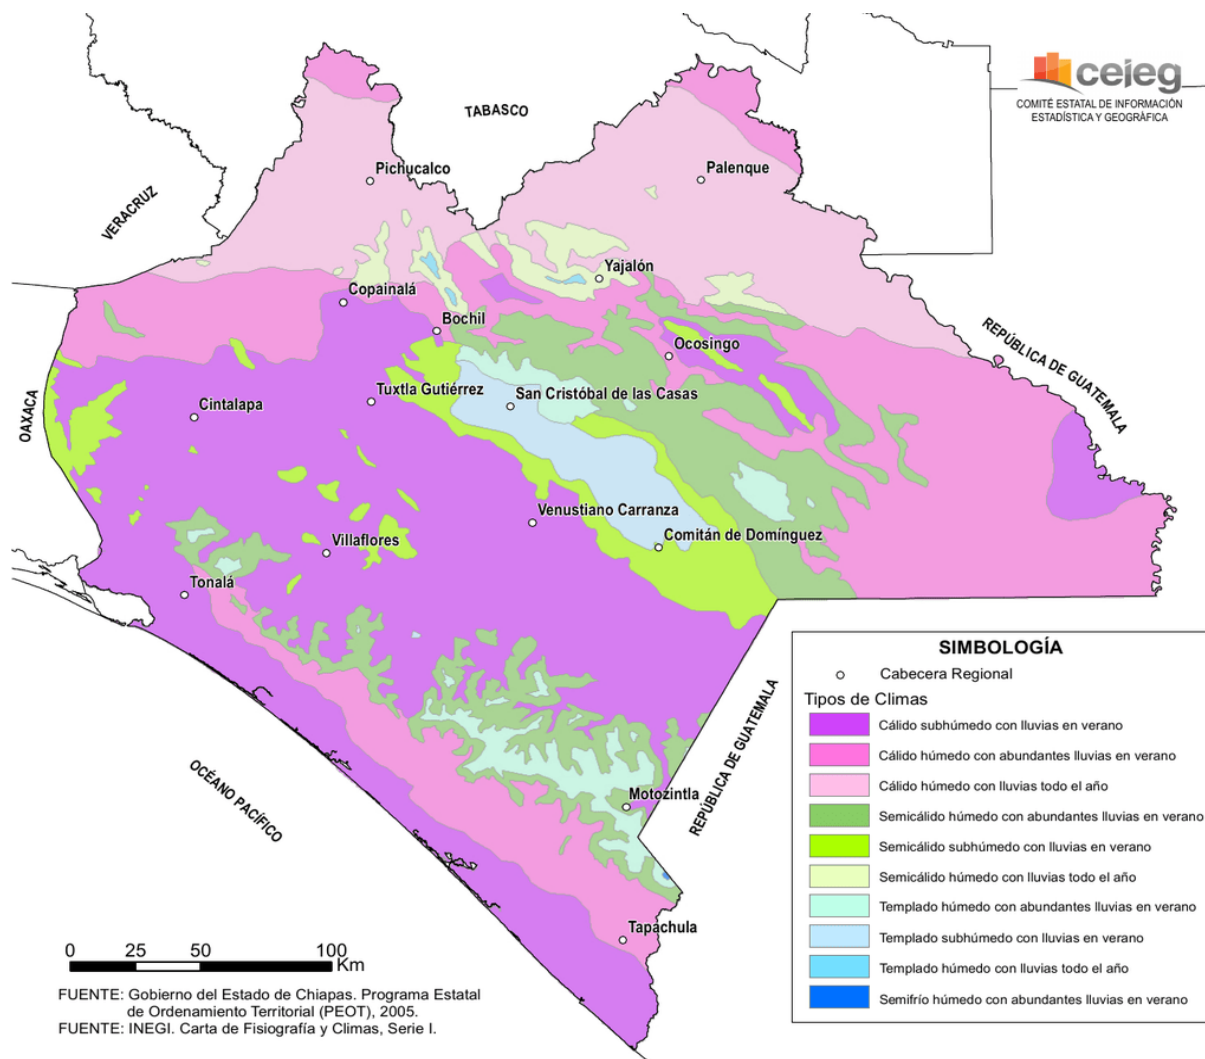 ceieg
COMITÉ ESTATAL DE INFORMACIÓN
ESTADÍSTICA Y GEOGRÀFICA
TABASCO
VERACRUZ
Pichucalco
Palenque
Yajalón
Copainalá
Bochil
Ocosingo
REPÚBLICA DE GUATEMALA
OAXACA
Cintalapa
Tuxtla Gutiérrez
San Cristóbal de las Casas
Venustiano Carranza
Comitán de Domínguez
Villaflores
Tonalá
OCÉANO PACÍFICO
REPÚBLICA DE GUATEMALA
Motozintla
Tapachula
SIMBOLOGÍA
Cabecera Regional
Tipos de Climas
Cálido subhúmedo con lluvias en verano
Cálido húmedo con abundantes lluvias en verano
Cálido húmedo con lluvias todo el año
Semicálido húmedo con abundantes lluvias en verano
Semicálido subhúmedo con lluvias en verano
Semicálido húmedo con lluvias todo el año
Templado húmedo con abundantes lluvias en verano
Templado subhúmedo con lluvias en verano
Templado húmedo con lluvias todo el año
Semifrío húmedo con abundantes lluvias en verano
0 25 50 100
Km
FUENTE: Gobierno del Estado de Chiapas. Programa Estatal
de Ordenamiento Territorial (PEOT), 2005.
FUENTE: INEGI. Carta de Fisiografía y Climas, Serie I.